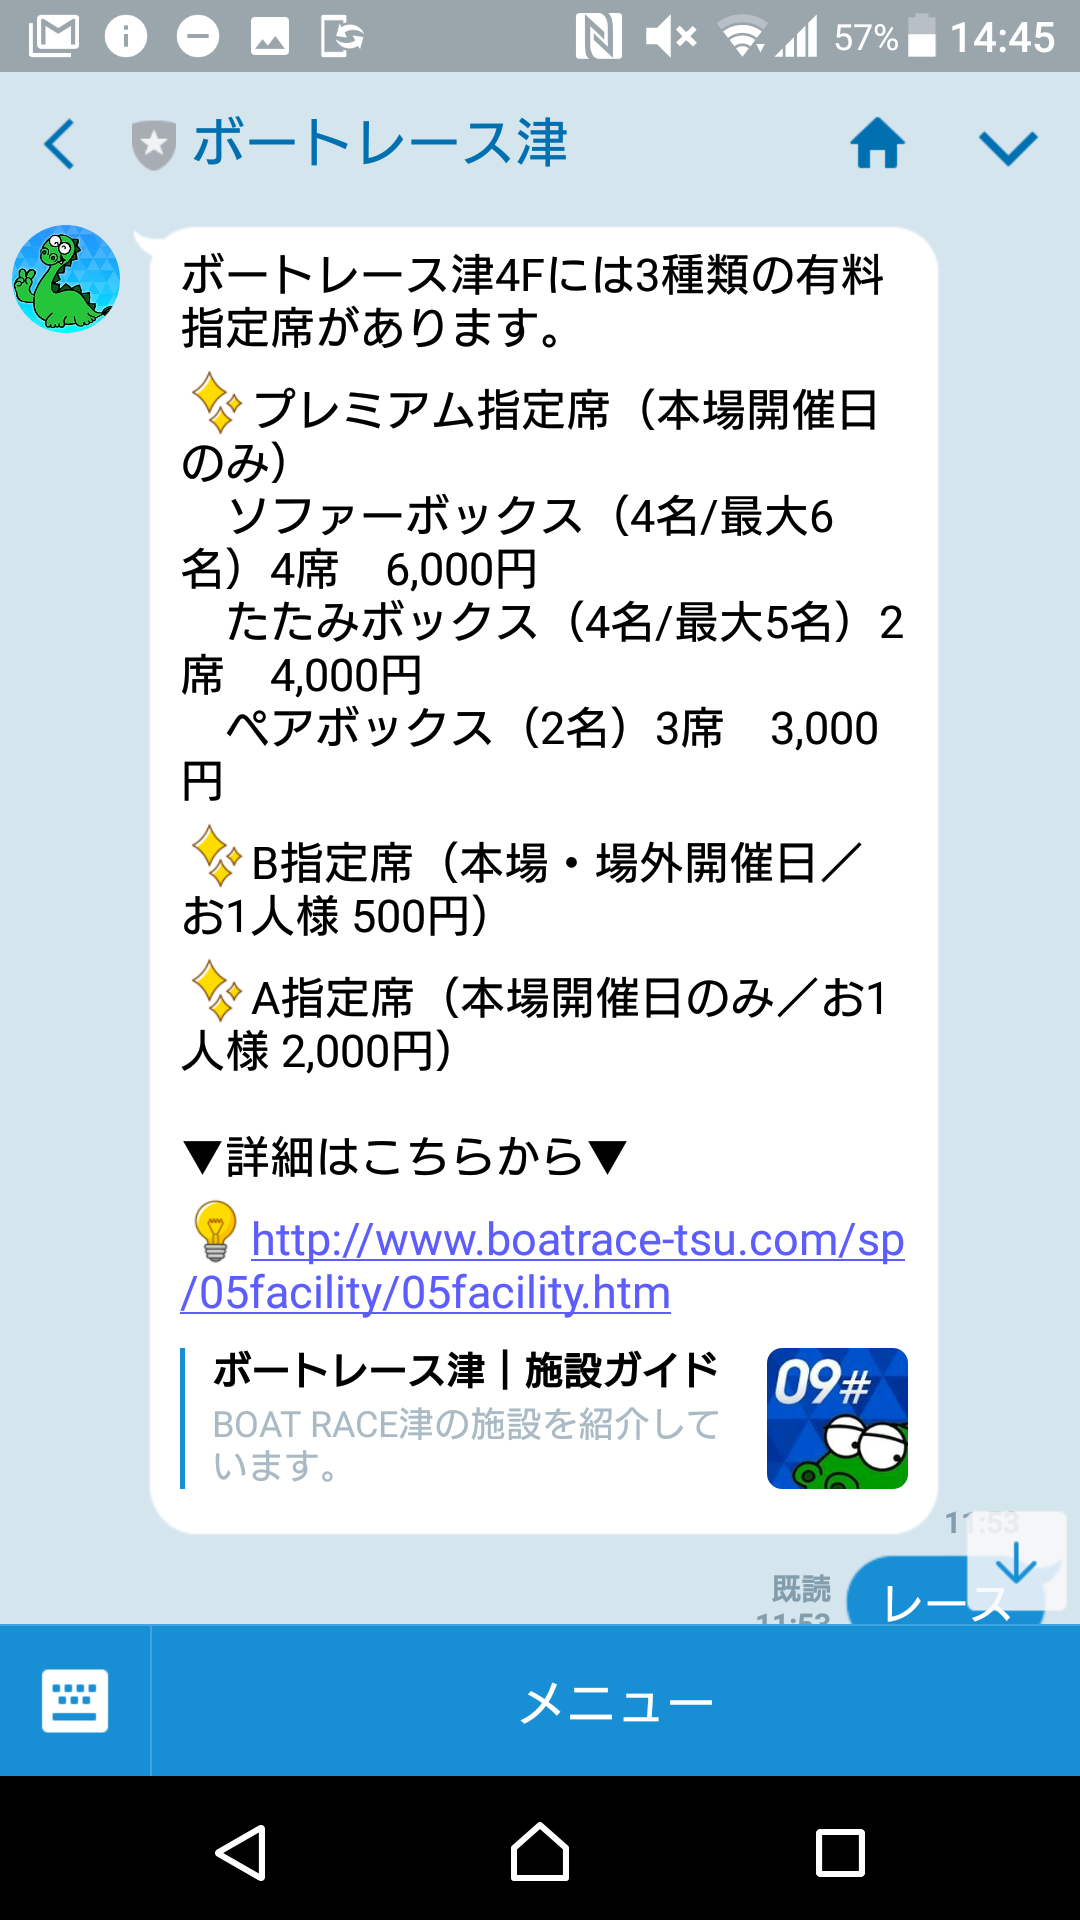 57% 14:45
ボートレース津
ボートレース津4Fには3種類の有料
指定席があります。
プレミアム指定席（本場開催日
のみ）
ソファーボックス（4名/最大6
名）4席　6,000円
たたみボックス（4名/最大5名）2
席　4,000円
ペアボックス（2名）3席　3,000
円
B指定席（本場・場外開催日／
お1人様 500円）
A指定席（本場開催日のみ／お1
人様 2,000円）
▼詳細はこちらから▼
http://www.boatrace-tsu.com/sp
/05facility/05facility.htm
ボートレース津｜施設ガイド
BOAT RACE津の施設を紹介して
います。
09#
11:53
既読
11:53
レース
メニュー